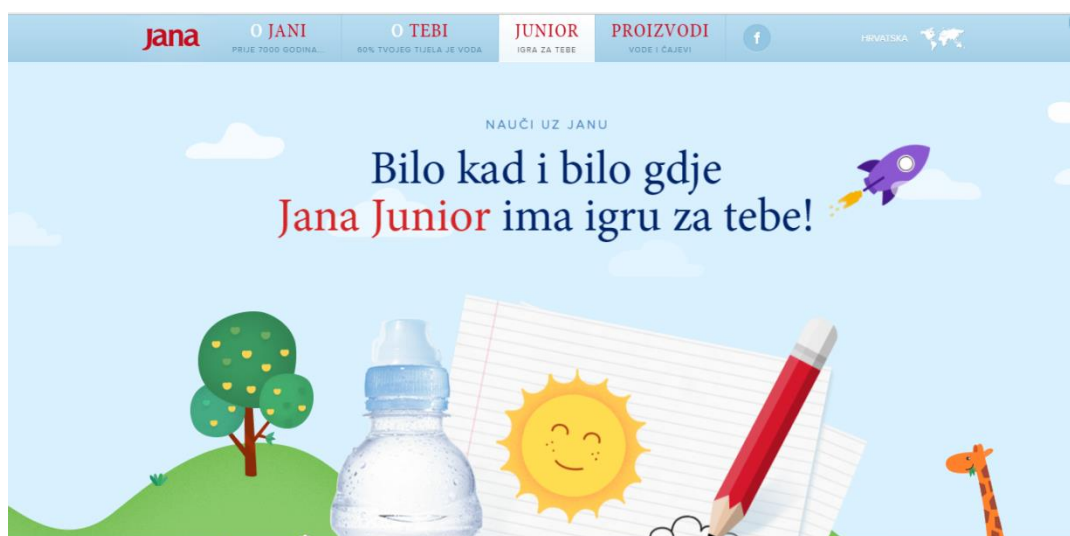 Jana
O JANI
PRIJE 7000 GODINA...
O TEBI
60% TVOJEG TIJELA JE VODA
JUNIOR
IGRA ZA TEBE
PROIZVODI
VODE I ČAJEVI
f
HRVATSKA
NAUČI UZ JANU
Bilo kad i bilo gdje
Jana Junior ima igru za tebe!